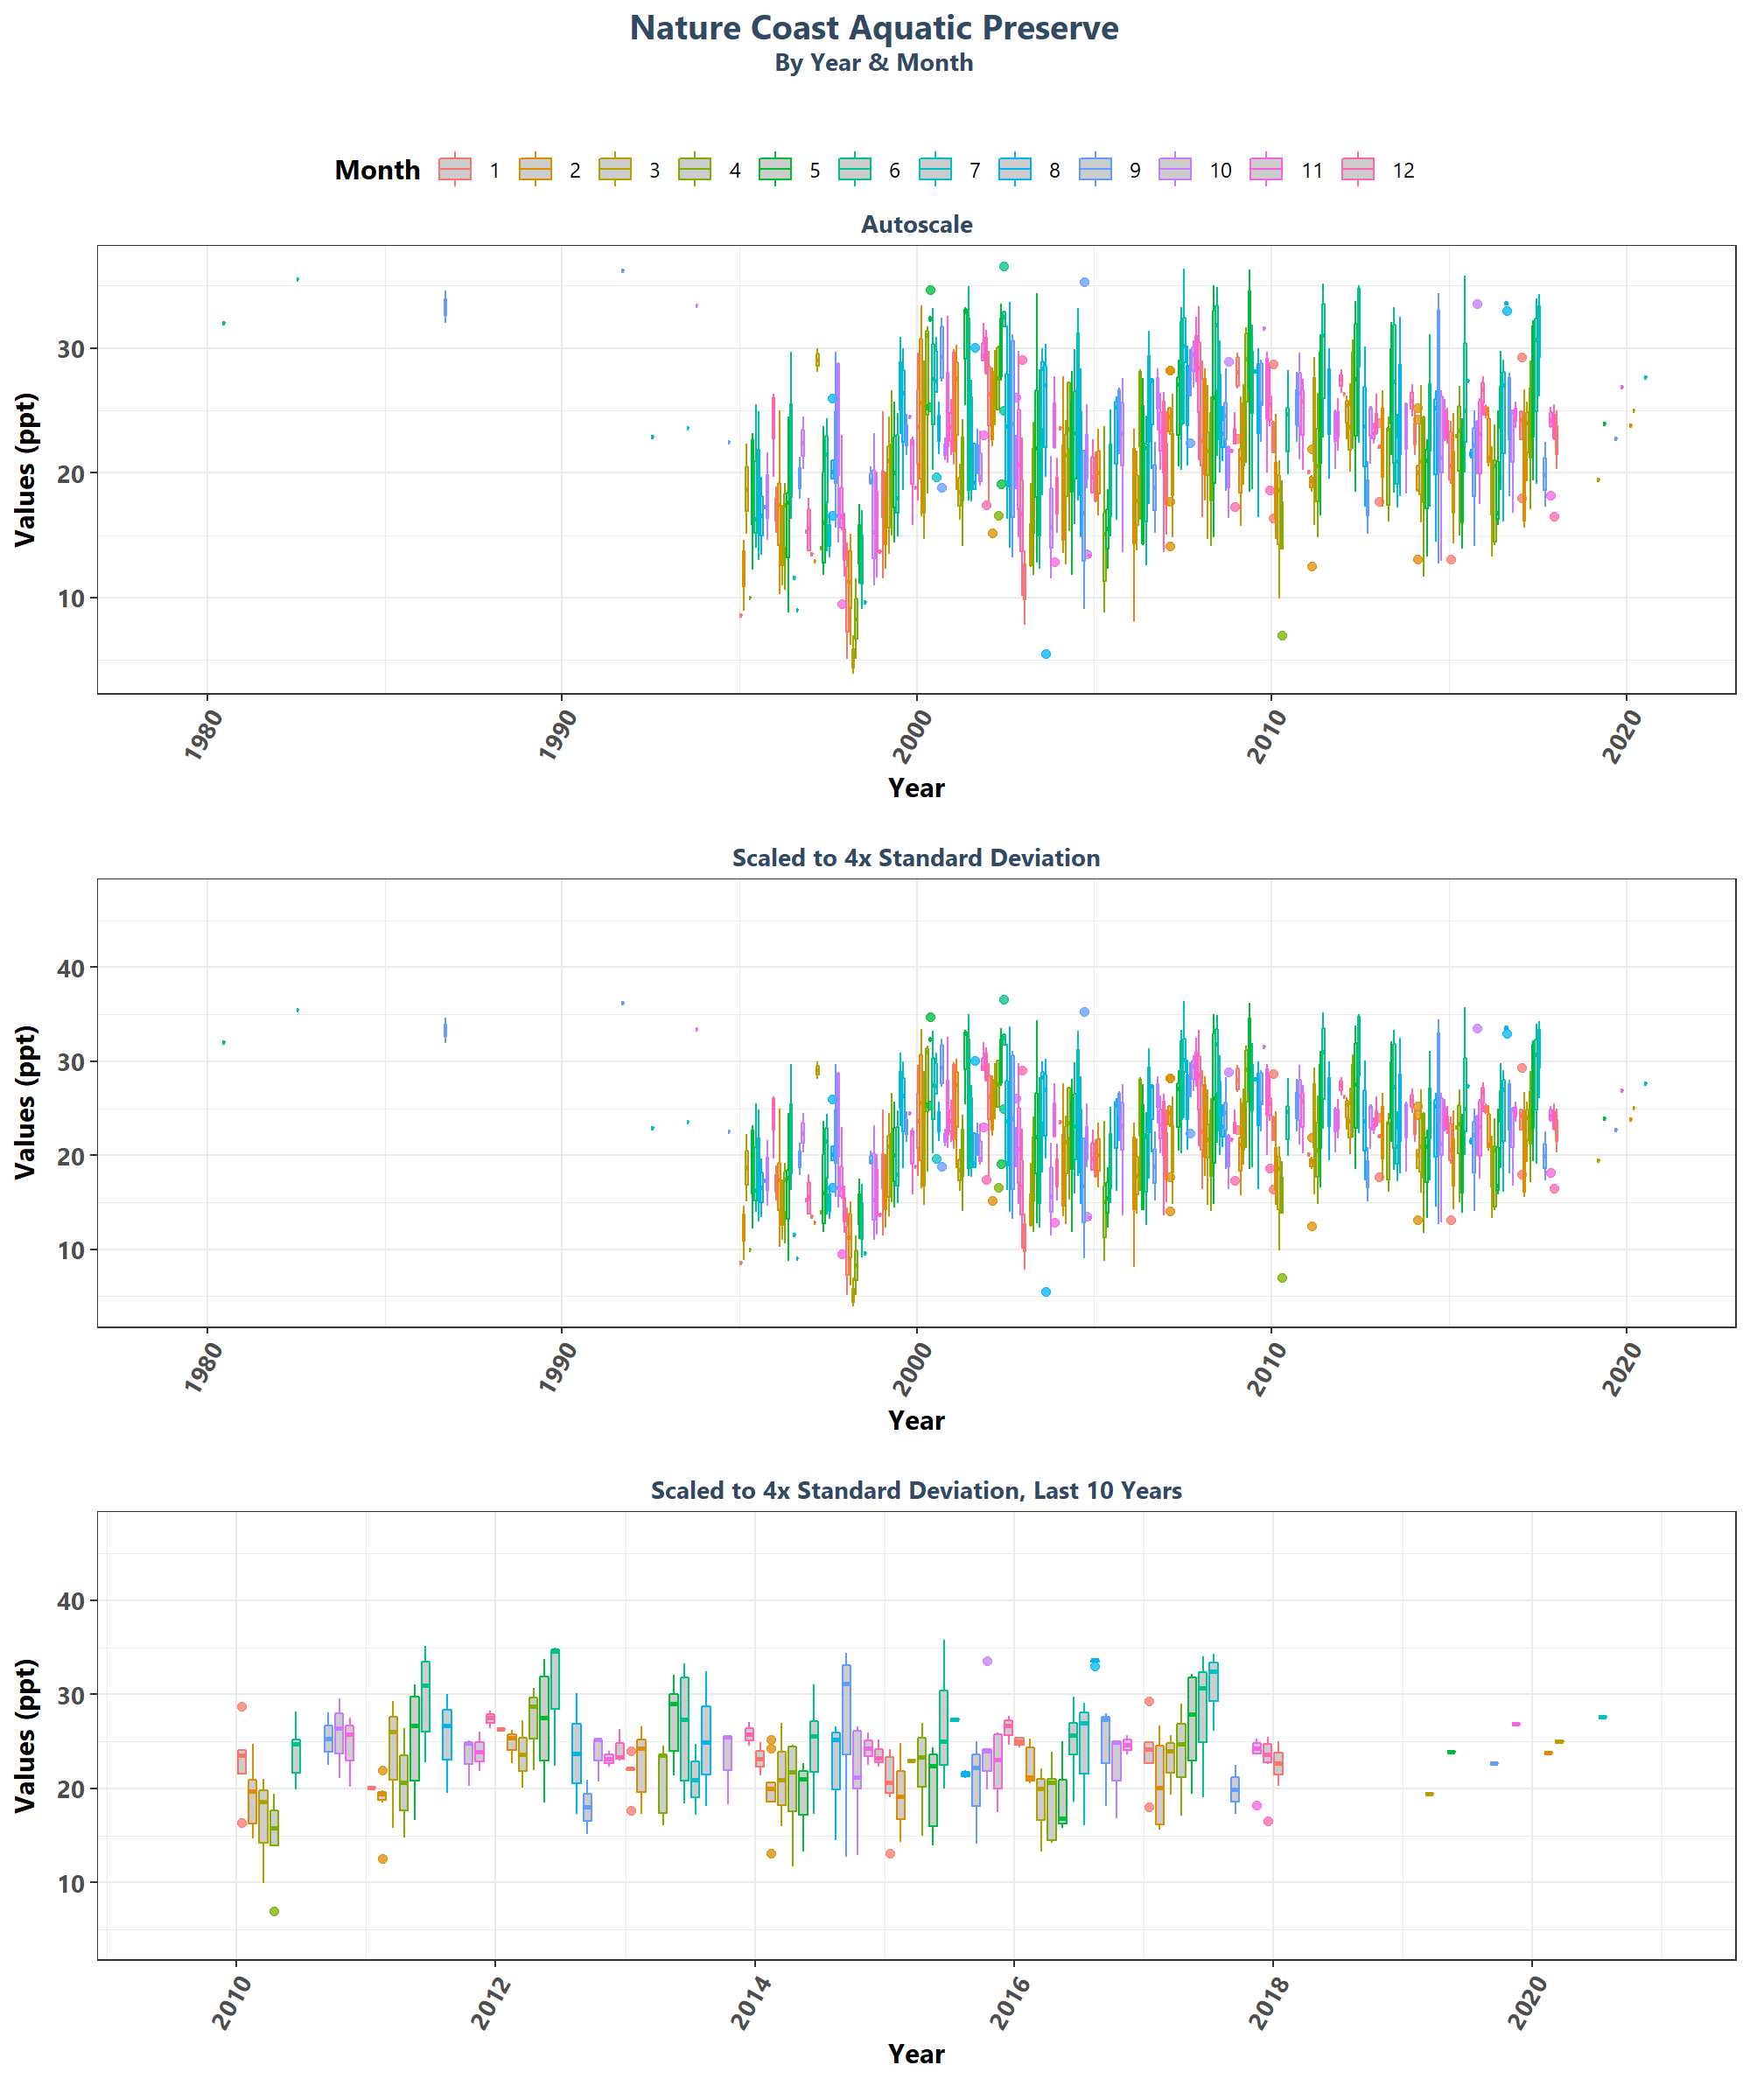 Nature Coast Aquatic Preserve
By Year & Month
Month 1 2 3 4 5 6 7 8 9 10 11 12
Autoscale
Values (ppt)
30
20
10
1980 1990 2000 2010 2020
Year
Scaled to 4x Standard Deviation
Values (ppt)
40
30
20
10
1980 1990 2000 2010 2020
Year
Scaled to 4x Standard Deviation, Last 10 Years
Values (ppt)
40
30
20
10
2010 2012 2014 2016 2018 2020
Year